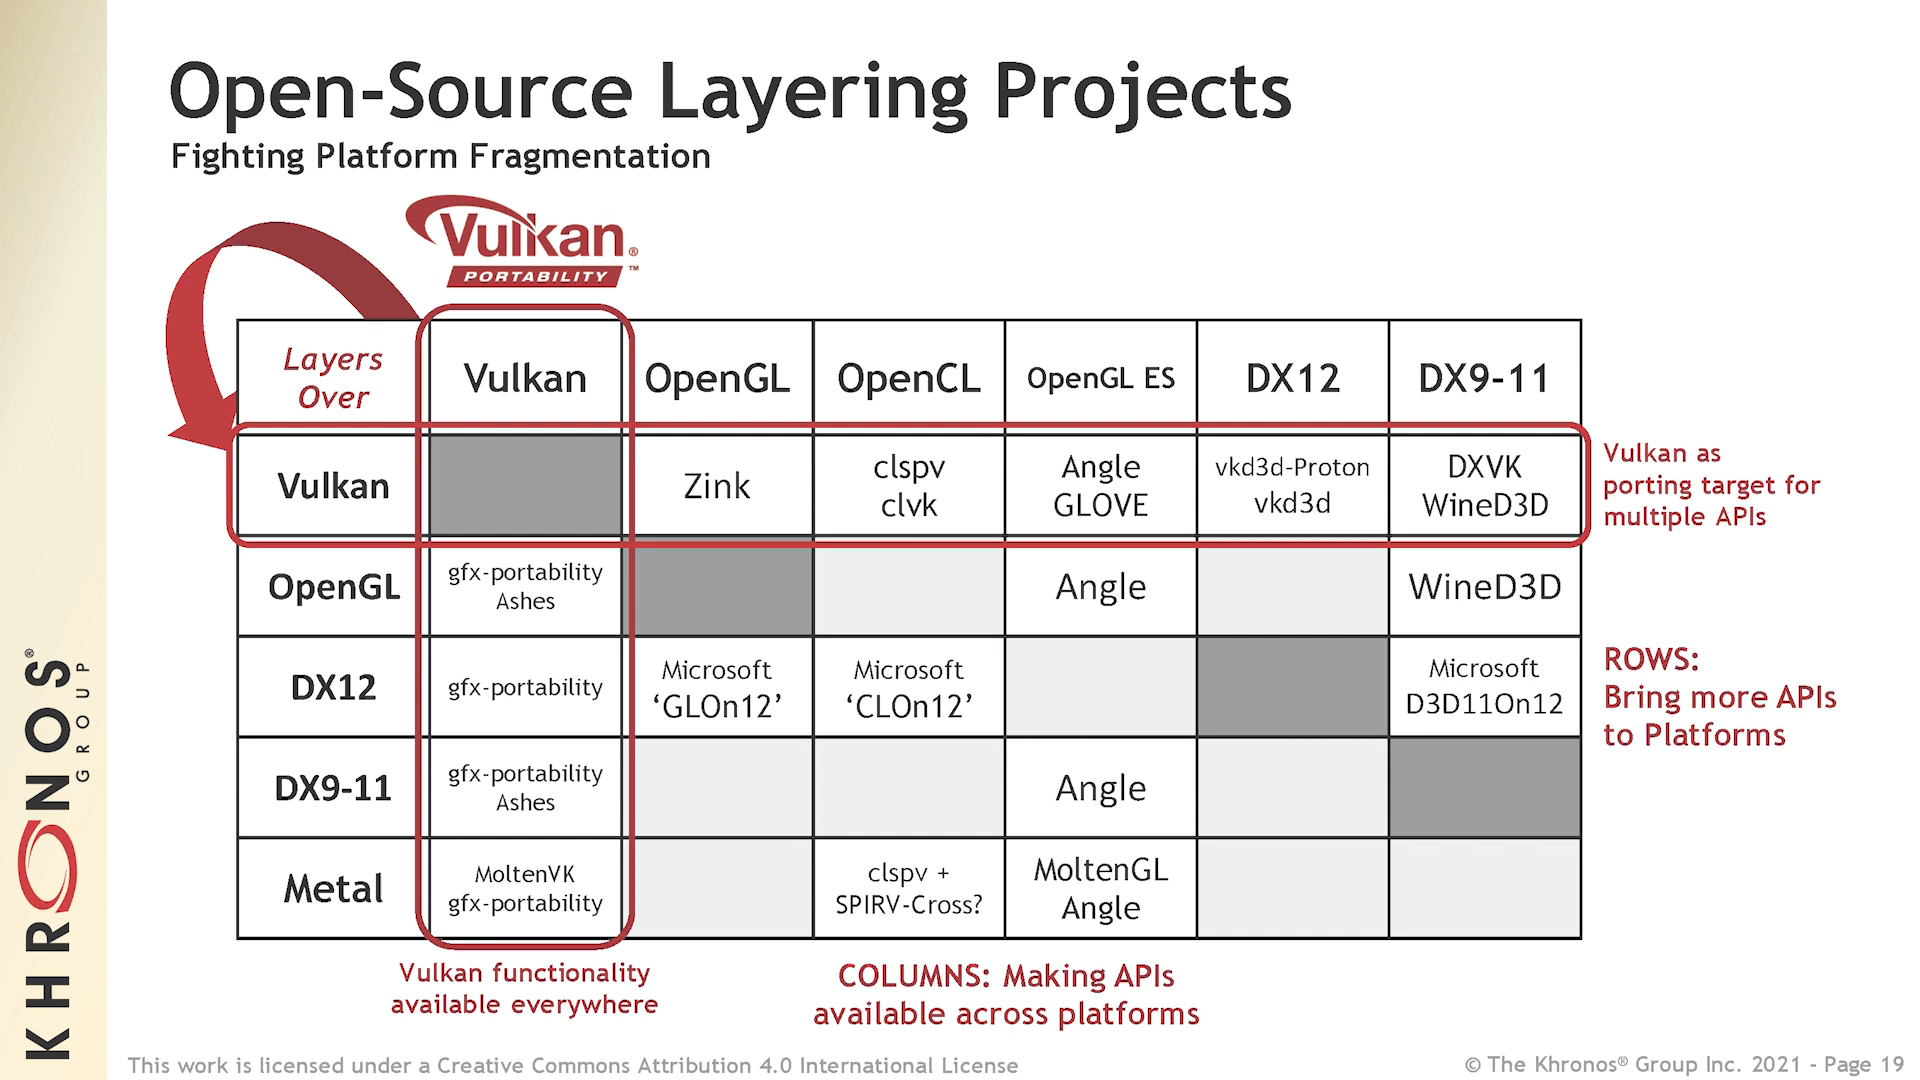 Open-Source Layering Projects
Fighting Platform Fragmentation
Vulkan®
PORTABILITY™
Layers
Over
Vulkan
OpenGL
OpenCL
OpenGL ES
DX12
DX9-11
Vulkan
Zink
clspv
clvk
Angle
GLOVE
vkd3d-Proton
vkd3d
DXVK
WineD3D
Vulkan as
porting target for
multiple APIs
OpenGL
gfx-portability
Ashes
Angle
WineD3D
DX12
gfx-portability
Microsoft
‘GLOn12’
Microsoft
‘CLOn12’
Microsoft
D3D11On12
ROWS:
Bring more APIs
to Platforms
DX9-11
gfx-portability
Ashes
Angle
Metal
MoltenVK
gfx-portability
clspv +
SPIRV-Cross?
MoltenGL
Angle
Vulkan functionality
available everywhere
COLUMNS: Making APIs
available across platforms
KHRONOS®
GROUP
This work is licensed under a Creative Commons Attribution 4.0 International License
© The Khronos® Group Inc. 2021 - Page 19